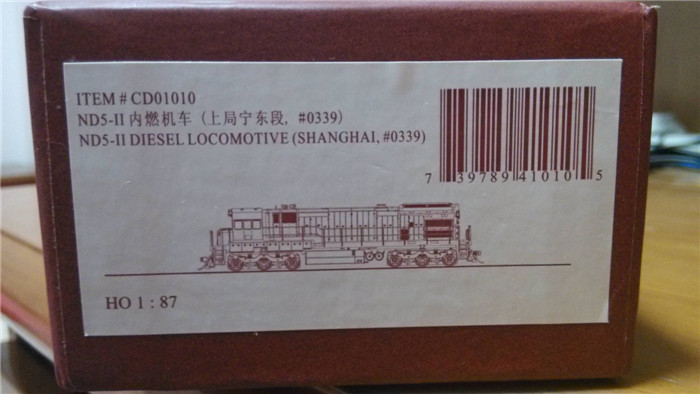 ITEM # CD01010
ND5-II 内燃机车 (上局宁东段, #0339)
ND5-II DIESEL LOCOMOTIVE (SHANGHAI, #0339)
7 39789 41010 5
HO 1 : 87